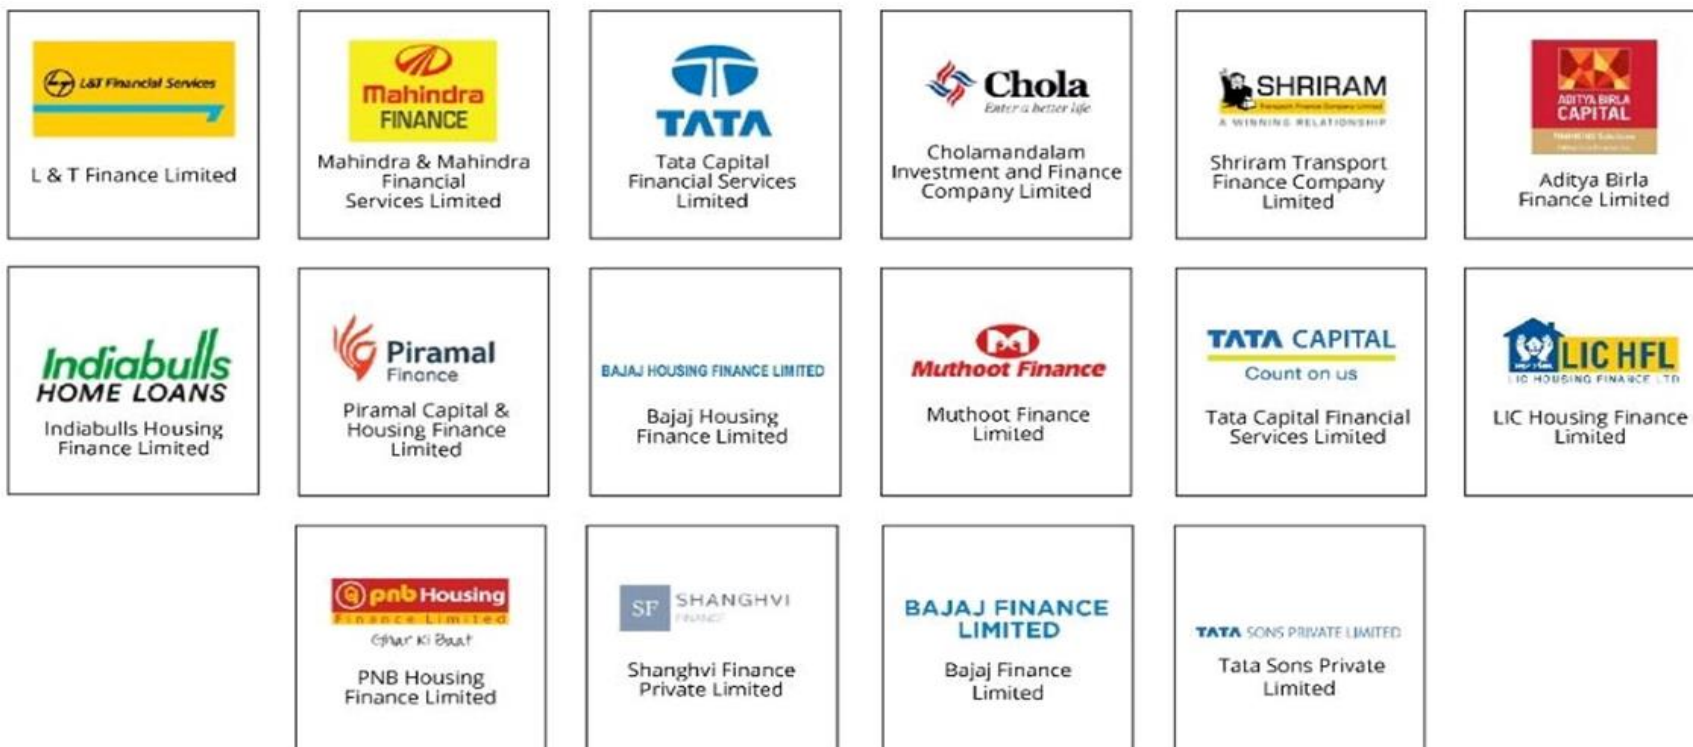 L&T Financial Services
L & T Finance Limited
Mahindra
FINANCE
Mahindra & Mahindra
Financial
Services Limited
TATA
Tata Capital
Financial Services
Limited
Chola
Enter a better life
Cholamandalam
Investment and Finance
Company Limited
SHRIRAM
Transport Finance Company Limited
A WINNING RELATIONSHIP
Shriram Transport
Finance Company
Limited
ADITYA BIRLA
CAPITAL
Aditya Birla
Finance Limited
Indiabulls
HOME LOANS
Indiabulls Housing
Finance Limited
Piramal
Finance
Piramal Capital &
Housing Finance
Limited
BAJAJ HOUSING FINANCE LIMITED
Bajaj Housing
Finance Limited
Muthoot Finance
Muthoot Finance
Limited
TATA CAPITAL
Count on us
Tata Capital Financial
Services Limited
LIC HFL
LIC HOUSING FINANCE LTD
LIC Housing Finance
Limited
pnb Housing
Finance Limited
Ghar Ki Baat
PNB Housing
Finance Limited
SF SHANGHVI
FINANCE
Shanghvi Finance
Private Limited
BAJAJ FINANCE
LIMITED
Bajaj Finance
Limited
TATA SONS PRIVATE LIMITED
Tata Sons Private
Limited